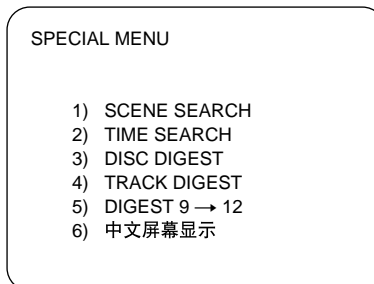 SPECIAL MENU
1) SCENE SEARCH
2) TIME SEARCH
3) DISC DIGEST
4) TRACK DIGEST
5) DIGEST 9 → 12
6) 中文屏幕显示